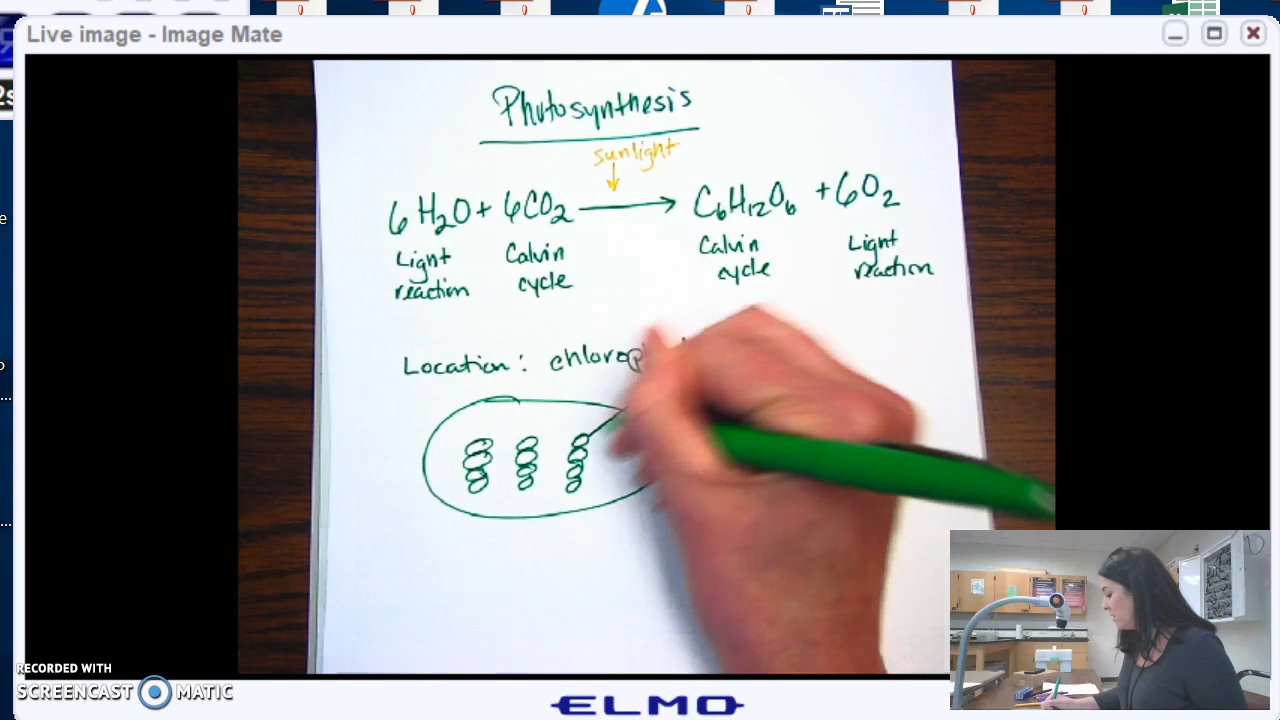 Live image - Image Mate
Photosynthesis
sunlight
6H₂O + 6CO₂ → C₆H₁₂O₆ + 6O₂
Light reaction
Calvin cycle
Calvin cycle
Light reaction
Location: 
RECORDED WITH
SCREENCAST MATIC
ELMO